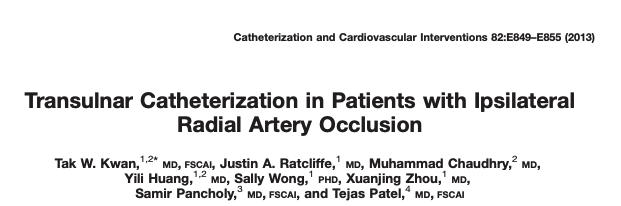 Catheterization and Cardiovascular Interventions 82:E849–E855 (2013)
Transulnar Catheterization in Patients with Ipsilateral
Radial Artery Occlusion
Tak W. Kwan,1,2* MD, FSCAI, Justin A. Ratcliffe,1 MD, Muhammad Chaudhry,2 MD,
Yili Huang,1,2 MD, Sally Wong,1 PHD, Xuanjing Zhou,1 MD,
Samir Pancholy,3 MD, FSCAI, and Tejas Patel,4 MD, FSCAI